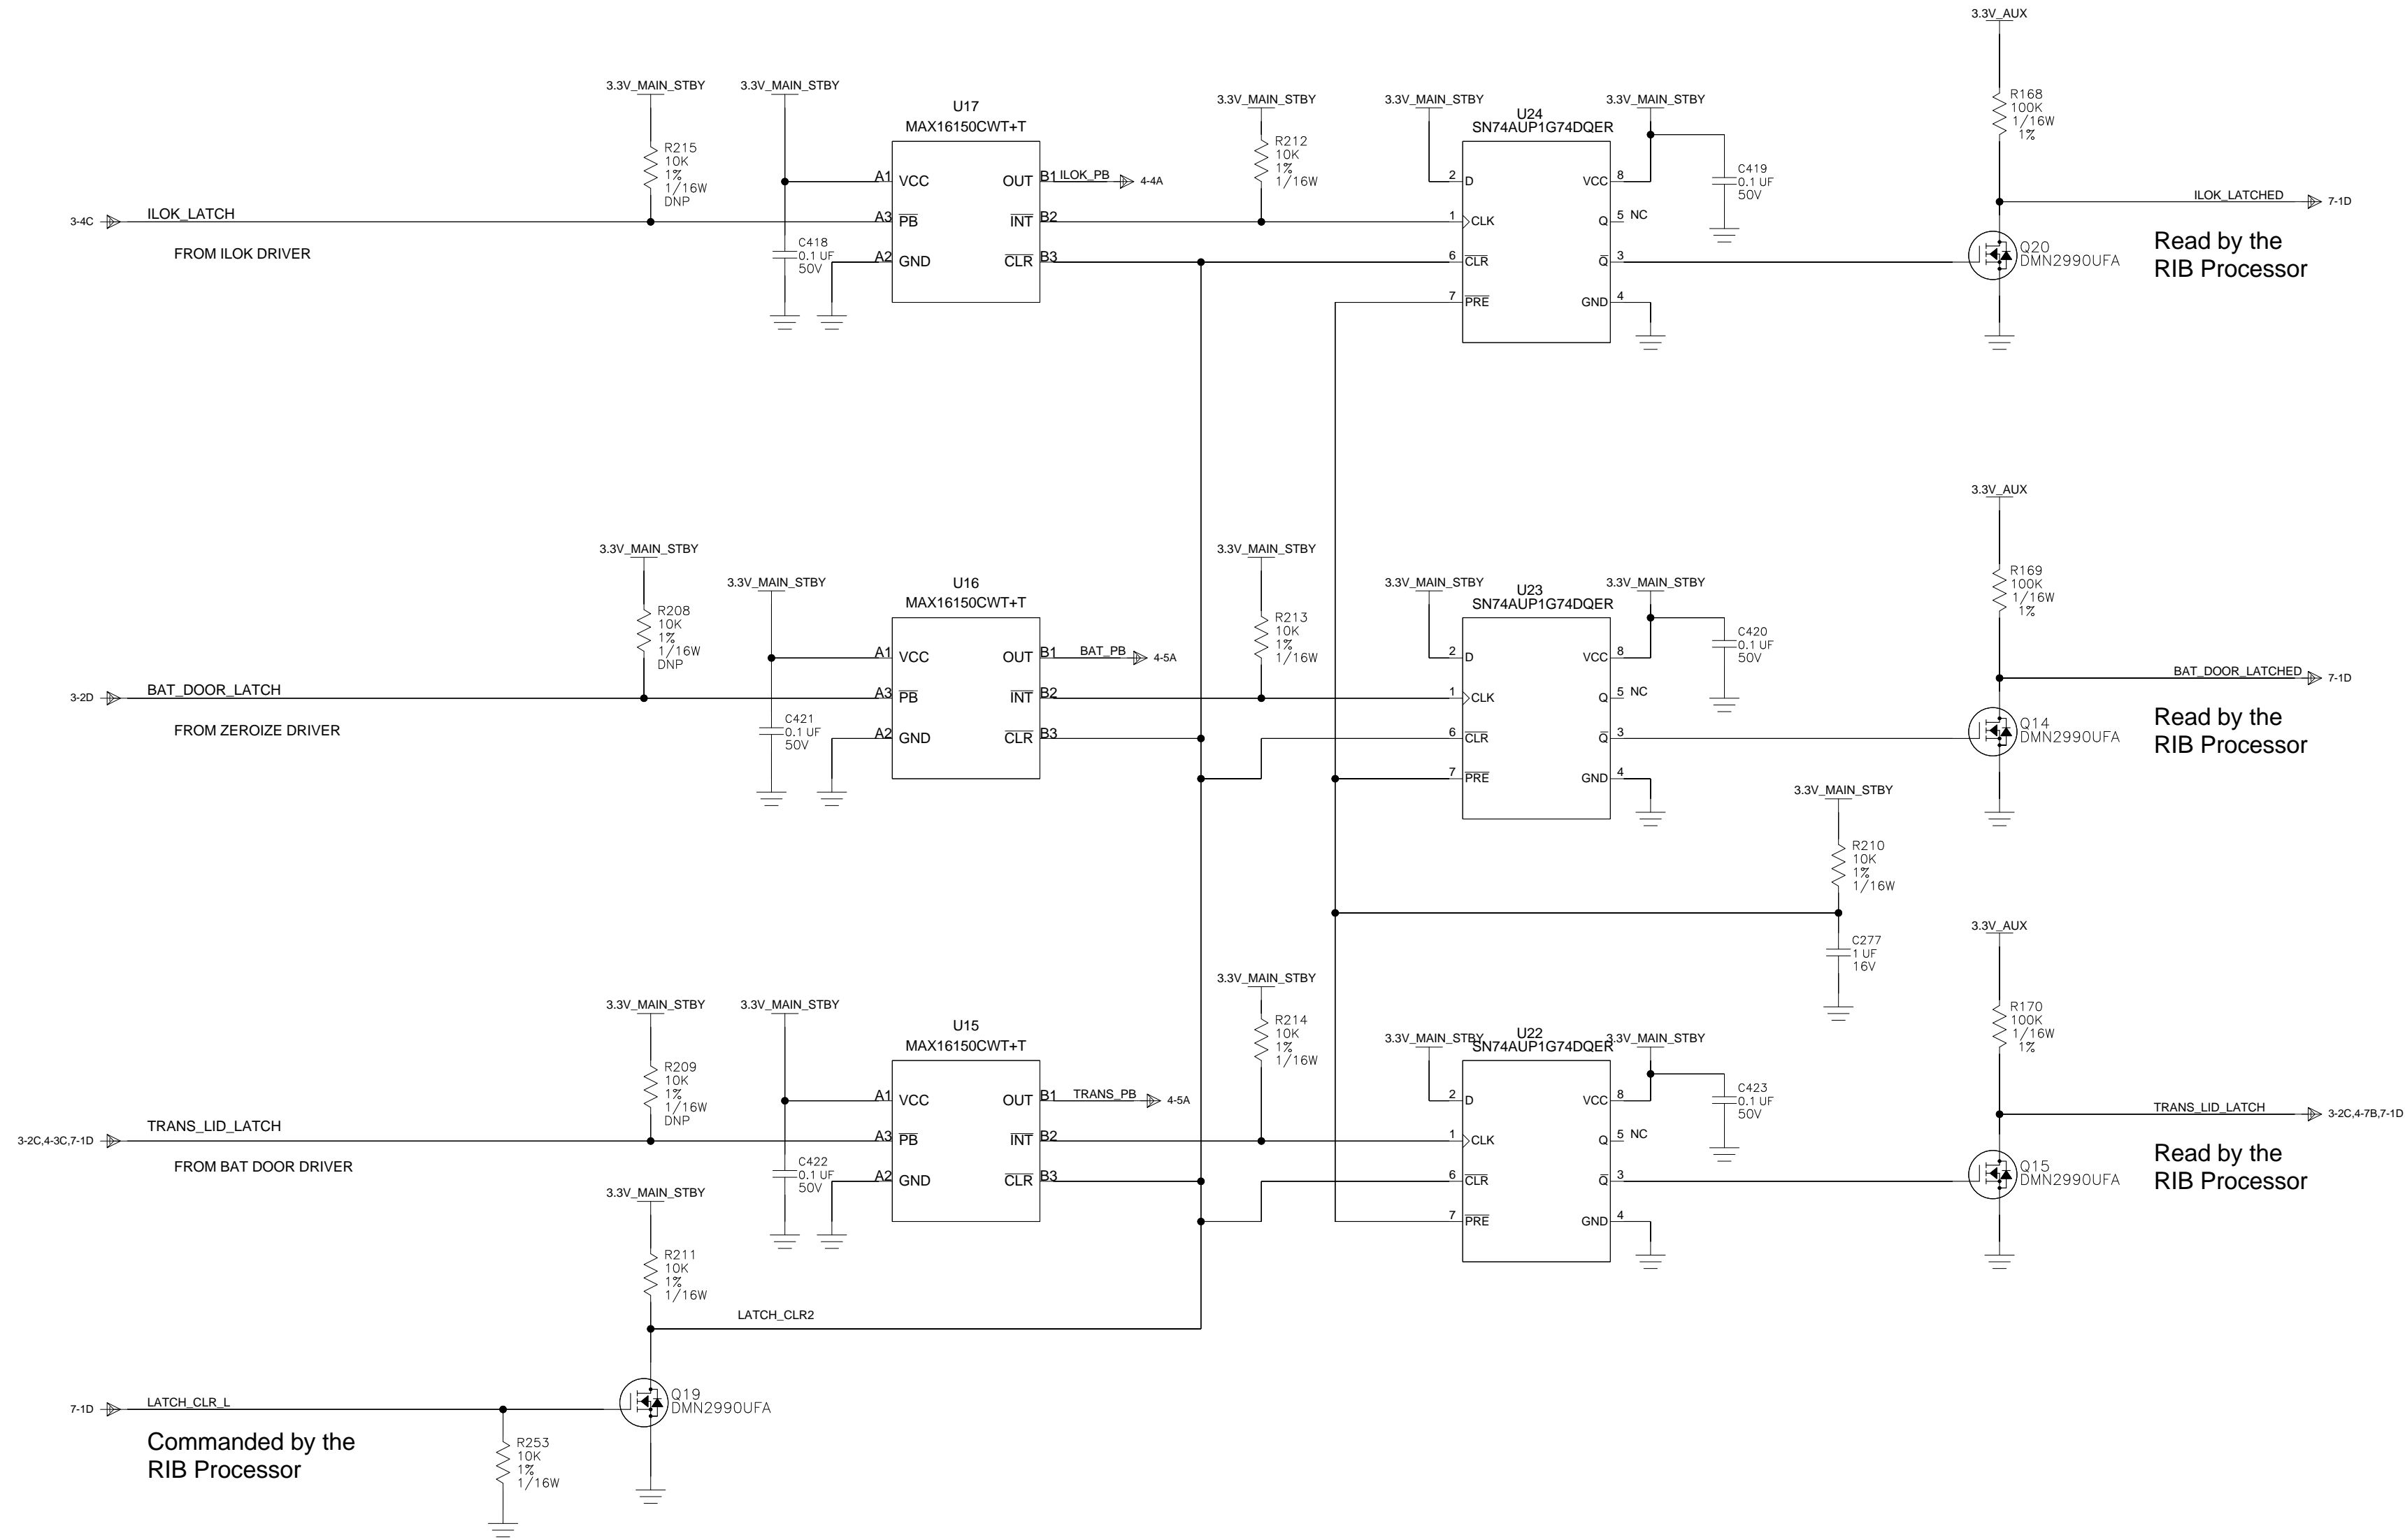 3.3V_AUX
R168
100K
1/16W
1%
3.3V_MAIN_STBY
R215
10K
1%
1/16W
DNP
3.3V_MAIN_STBY
C418
0.1 UF
50V
U17
MAX16150CWT+T
A1 VCC OUT B1
A3 PB INT B2
A2 GND CLR B3
ILOK_PB 4-4A
3.3V_MAIN_STBY
R212
10K
1%
1/16W
3.3V_MAIN_STBY
U24
SN74AUP1G74DQER
3.3V_MAIN_STBY
2 D VCC 8
1 CLK Q 5 NC
6 CLR Q 3
7 PRE GND 4
C419
0.1 UF
50V
3-4C ILOK_LATCH
FROM ILOK DRIVER
ILOK_LATCHED 7-1D
Q20
DMN2990UFA
Read by the
RIB Processor
3.3V_AUX
R169
100K
1/16W
1%
3.3V_MAIN_STBY
R208
10K
1%
1/16W
DNP
3.3V_MAIN_STBY
C421
0.1 UF
50V
U16
MAX16150CWT+T
A1 VCC OUT B1
A3 PB INT B2
A2 GND CLR B3
BAT_PB 4-5A
3.3V_MAIN_STBY
R213
10K
1%
1/16W
3.3V_MAIN_STBY
U23
SN74AUP1G74DQER
3.3V_MAIN_STBY
2 D VCC 8
1 CLK Q 5 NC
6 CLR Q 3
7 PRE GND 4
C420
0.1 UF
50V
3-2D BAT_DOOR_LATCH
FROM ZEROIZE DRIVER
BAT_DOOR_LATCHED 7-1D
Q14
DMN2990UFA
Read by the
RIB Processor
3.3V_MAIN_STBY
R210
10K
1%
1/16W
C277
1 UF
16V
3.3V_AUX
R170
100K
1/16W
1%
3.3V_MAIN_STBY
R209
10K
1%
1/16W
DNP
3.3V_MAIN_STBY
C422
0.1 UF
50V
U15
MAX16150CWT+T
A1 VCC OUT B1
A3 PB INT B2
A2 GND CLR B3
TRANS_PB 4-5A
3.3V_MAIN_STBY
R214
10K
1%
1/16W
3.3V_MAIN_STBY
U22
SN74AUP1G74DQER
3.3V_MAIN_STBY
2 D VCC 8
1 CLK Q 5 NC
6 CLR Q 3
7 PRE GND 4
C423
0.1 UF
50V
3-2C,4-3C,7-1D TRANS_LID_LATCH
FROM BAT DOOR DRIVER
TRANS_LID_LATCH 3-2C,4-7B,7-1D
Q15
DMN2990UFA
Read by the
RIB Processor
3.3V_MAIN_STBY
R211
10K
1%
1/16W
LATCH_CLR2
Q19
DMN2990UFA
7-1D LATCH_CLR_L
Commanded by the
RIB Processor
R253
10K
1%
1/16W